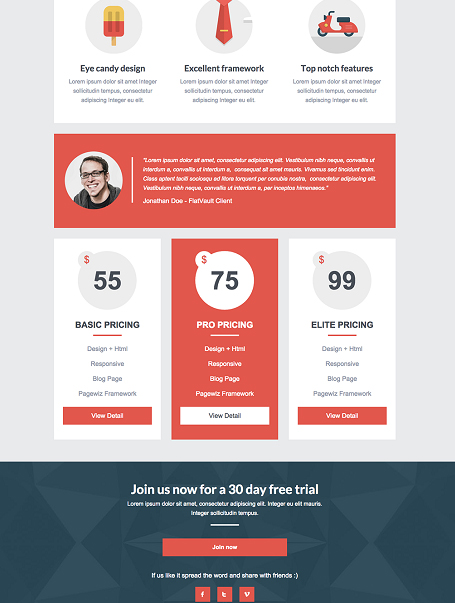 Eye candy design
Lorem ipsum dolor sit amet Integer
sollicitudin tempus, consectetur
adipiscing Integer eu elit.
Excellent framework
Lorem ipsum dolor sit amet Integer
sollicitudin tempus, consectetur
adipiscing Integer eu elit.
Top notch features
Lorem ipsum dolor sit amet Integer
sollicitudin tempus, consectetur
adipiscing Integer eu elit.
"Lorem ipsum dolor sit amet, consectetur adipiscing elit. Vestibulum nibh neque, convallis ut
interdum a, convallis ut interdum a, consequat sit amet mauris. Vivamus sed tincidunt enim.
Class aptent taciti sociosqu ad litora torquent per conubia nostra, consectetur adipiscing elit.
Vestibulum nibh neque, convallis ut interdum a, per inceptos himenaeos."
Jonathan Doe - FlatVault Client
$
55
BASIC PRICING
Design + Html
Responsive
Blog Page
Pagewiz Framework
View Detail
$
75
PRO PRICING
Design + Html
Responsive
Blog Page
Pagewiz Framework
View Detail
$
99
ELITE PRICING
Design + Html
Responsive
Blog Page
Pagewiz Framework
View Detail
Join us now for a 30 day free trial
Lorem ipsum dolor sit amet, consectetur Integer eu elit mauris.
Integer sollicitudin tempus.
Join now
If us like it spread the word and share with friends :)